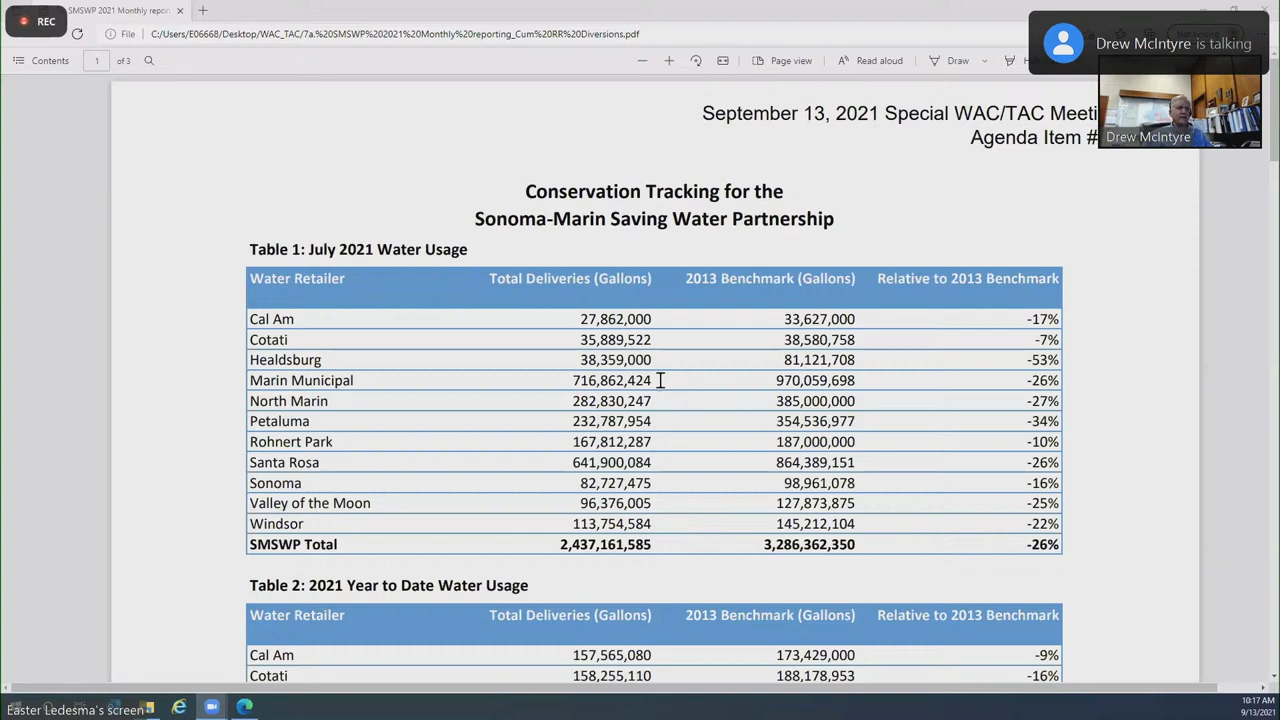 REC
SMSWP 2021 Monthly repor
File C:/Users/E06668/Desktop/WAC_TAC/7a.%20SMSWP%202021%20Monthly%20reporting_Cum%20RR%20Diversions.pdf
Drew McIntyre is talking
Contents 1 of 3 Page view Read aloud Draw
Drew McIntyre
September 13, 2021 Special WAC/TAC Meeti
Agenda Item #
Conservation Tracking for the
Sonoma-Marin Saving Water Partnership
Table 1: July 2021 Water Usage
Water Retailer Total Deliveries (Gallons) 2013 Benchmark (Gallons) Relative to 2013 Benchmark
Cal Am 27,862,000 33,627,000 -17%
Cotati 35,889,522 38,580,758 -7%
Healdsburg 38,359,000 81,121,708 -53%
Marin Municipal 716,862,424 970,059,698 -26%
North Marin 282,830,247 385,000,000 -27%
Petaluma 232,787,954 354,536,977 -34%
Rohnert Park 167,812,287 187,000,000 -10%
Santa Rosa 641,900,084 864,389,151 -26%
Sonoma 82,727,475 98,961,078 -16%
Valley of the Moon 96,376,005 127,873,875 -25%
Windsor 113,754,584 145,212,104 -22%
SMSWP Total 2,437,161,585 3,286,362,350 -26%
Table 2: 2021 Year to Date Water Usage
Water Retailer Total Deliveries (Gallons) 2013 Benchmark (Gallons) Relative to 2013 Benchmark
Cal Am 157,565,080 173,429,000 -9%
Cotati 158,255,110 188,178,953 -16%
Easter Ledesma's screen
10:17 AM
9/13/2021